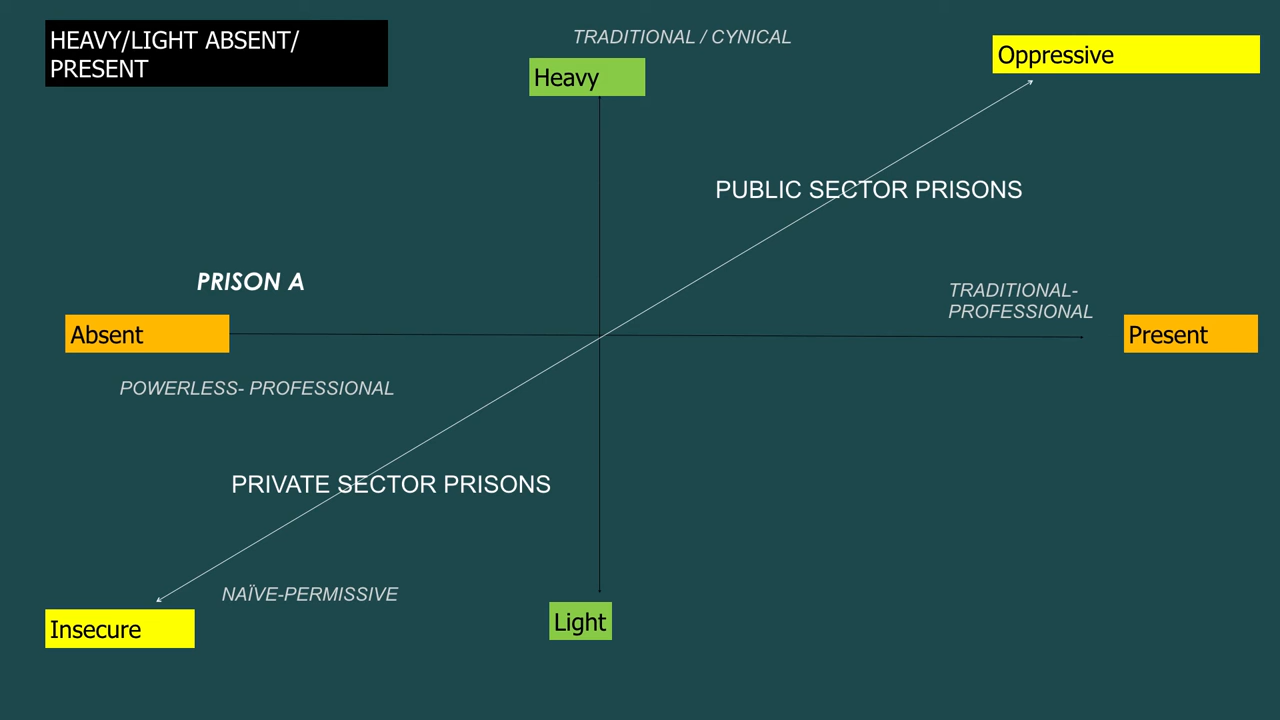 HEAVY/LIGHT ABSENT/
PRESENT
TRADITIONAL / CYNICAL
Oppressive
Heavy
PUBLIC SECTOR PRISONS
PRISON A
TRADITIONAL-
PROFESSIONAL
Absent
Present
POWERLESS- PROFESSIONAL
PRIVATE SECTOR PRISONS
NAÏVE-PERMISSIVE
Insecure
Light